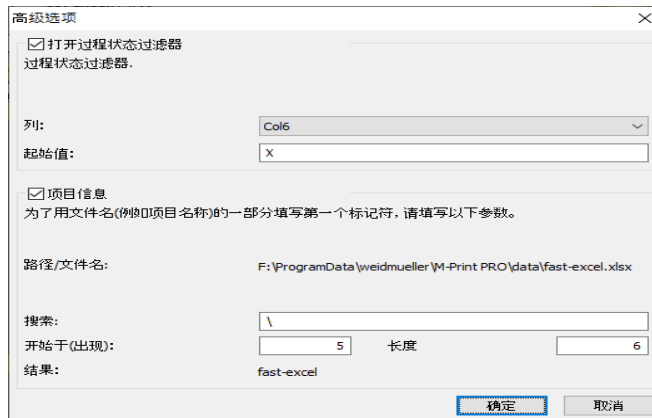 高级选项
打开过程状态过滤器
过程状态过滤器.
列: Col6
起始值: X
项目信息
为了用文件名(例如项目名称)的一部分填写第一个标记符, 请填写以下参数。
路径/文件名: F:\ProgramData\weidmueller\M-Print PRO\data\fast-excel.xlsx
搜索: \
开始于(出现): 5 长度 6
结果: fast-excel
确定 取消